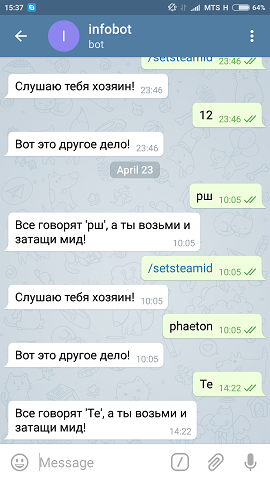 15:37 MTS H 64%
infobot
bot
/setsteamid 23:46
Слушаю тебя хозяин! 23:46
12 23:46
Вот это другое дело! 23:46
April 23
рш 10:05
Все говорят 'рш', а ты возьми и
затащи мид! 10:05
/setsteamid 10:05
Слушаю тебя хозяин! 10:05
phaeton 10:05
Вот это другое дело! 10:05
Те 14:22
Все говорят 'Те', а ты возьми и
затащи мид! 14:22
Message